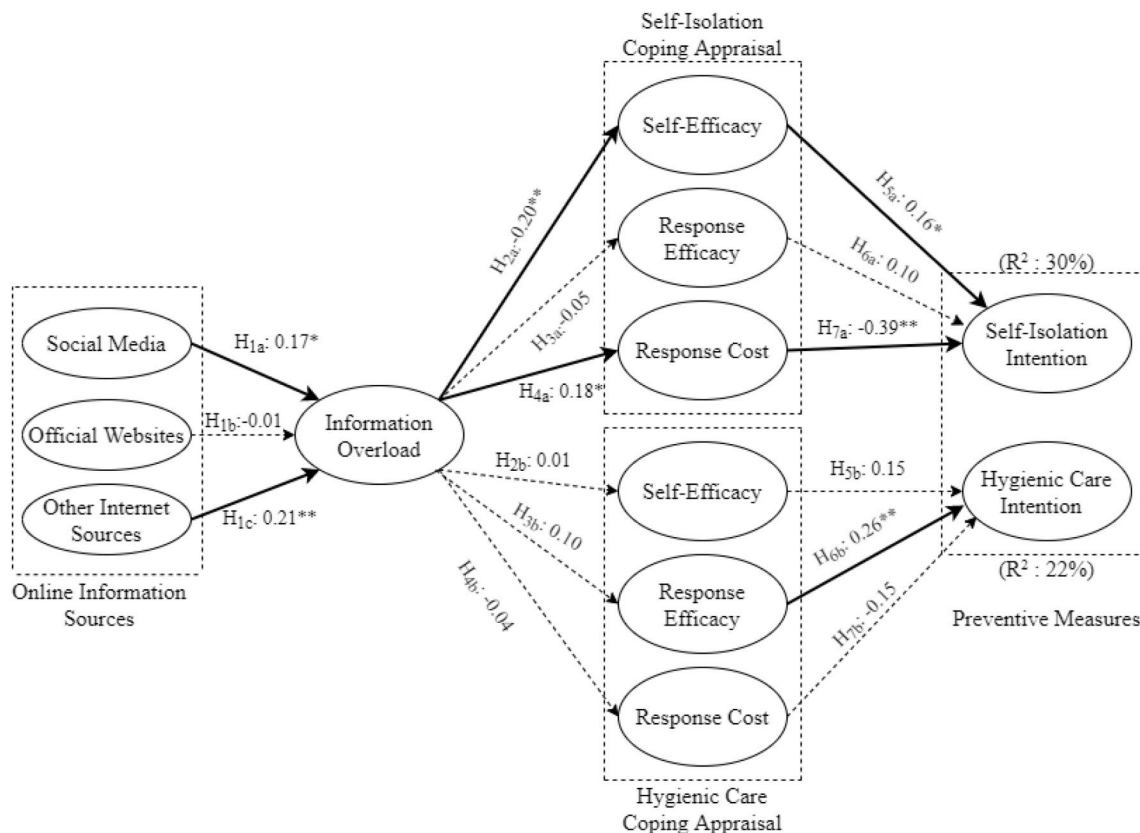 Self-Isolation
Coping Appraisal
Self-Efficacy
H2a:-0.20**
H5a: 0.16*
Response
Efficacy
H6a: 0.10
(R2 : 30%)
H3a:-0.05
Social Media
H1a: 0.17*
Response Cost
H7a: -0.39**
Self-Isolation
Intention
H4a: 0.18*
Official Websites
H1b:-0.01
Information
Overload
H2b: 0.01
Self-Efficacy
H5b: 0.15
Hygienic Care
Intention
Other Internet
Sources
H1c: 0.21**
H3b: 0.10
H6b: 0.26**
(R2 : 22%)
Online Information
Sources
H4b: -0.04
Response
Efficacy
H7b: -0.15
Preventive Measures
Response Cost
Hygienic Care
Coping Appraisal